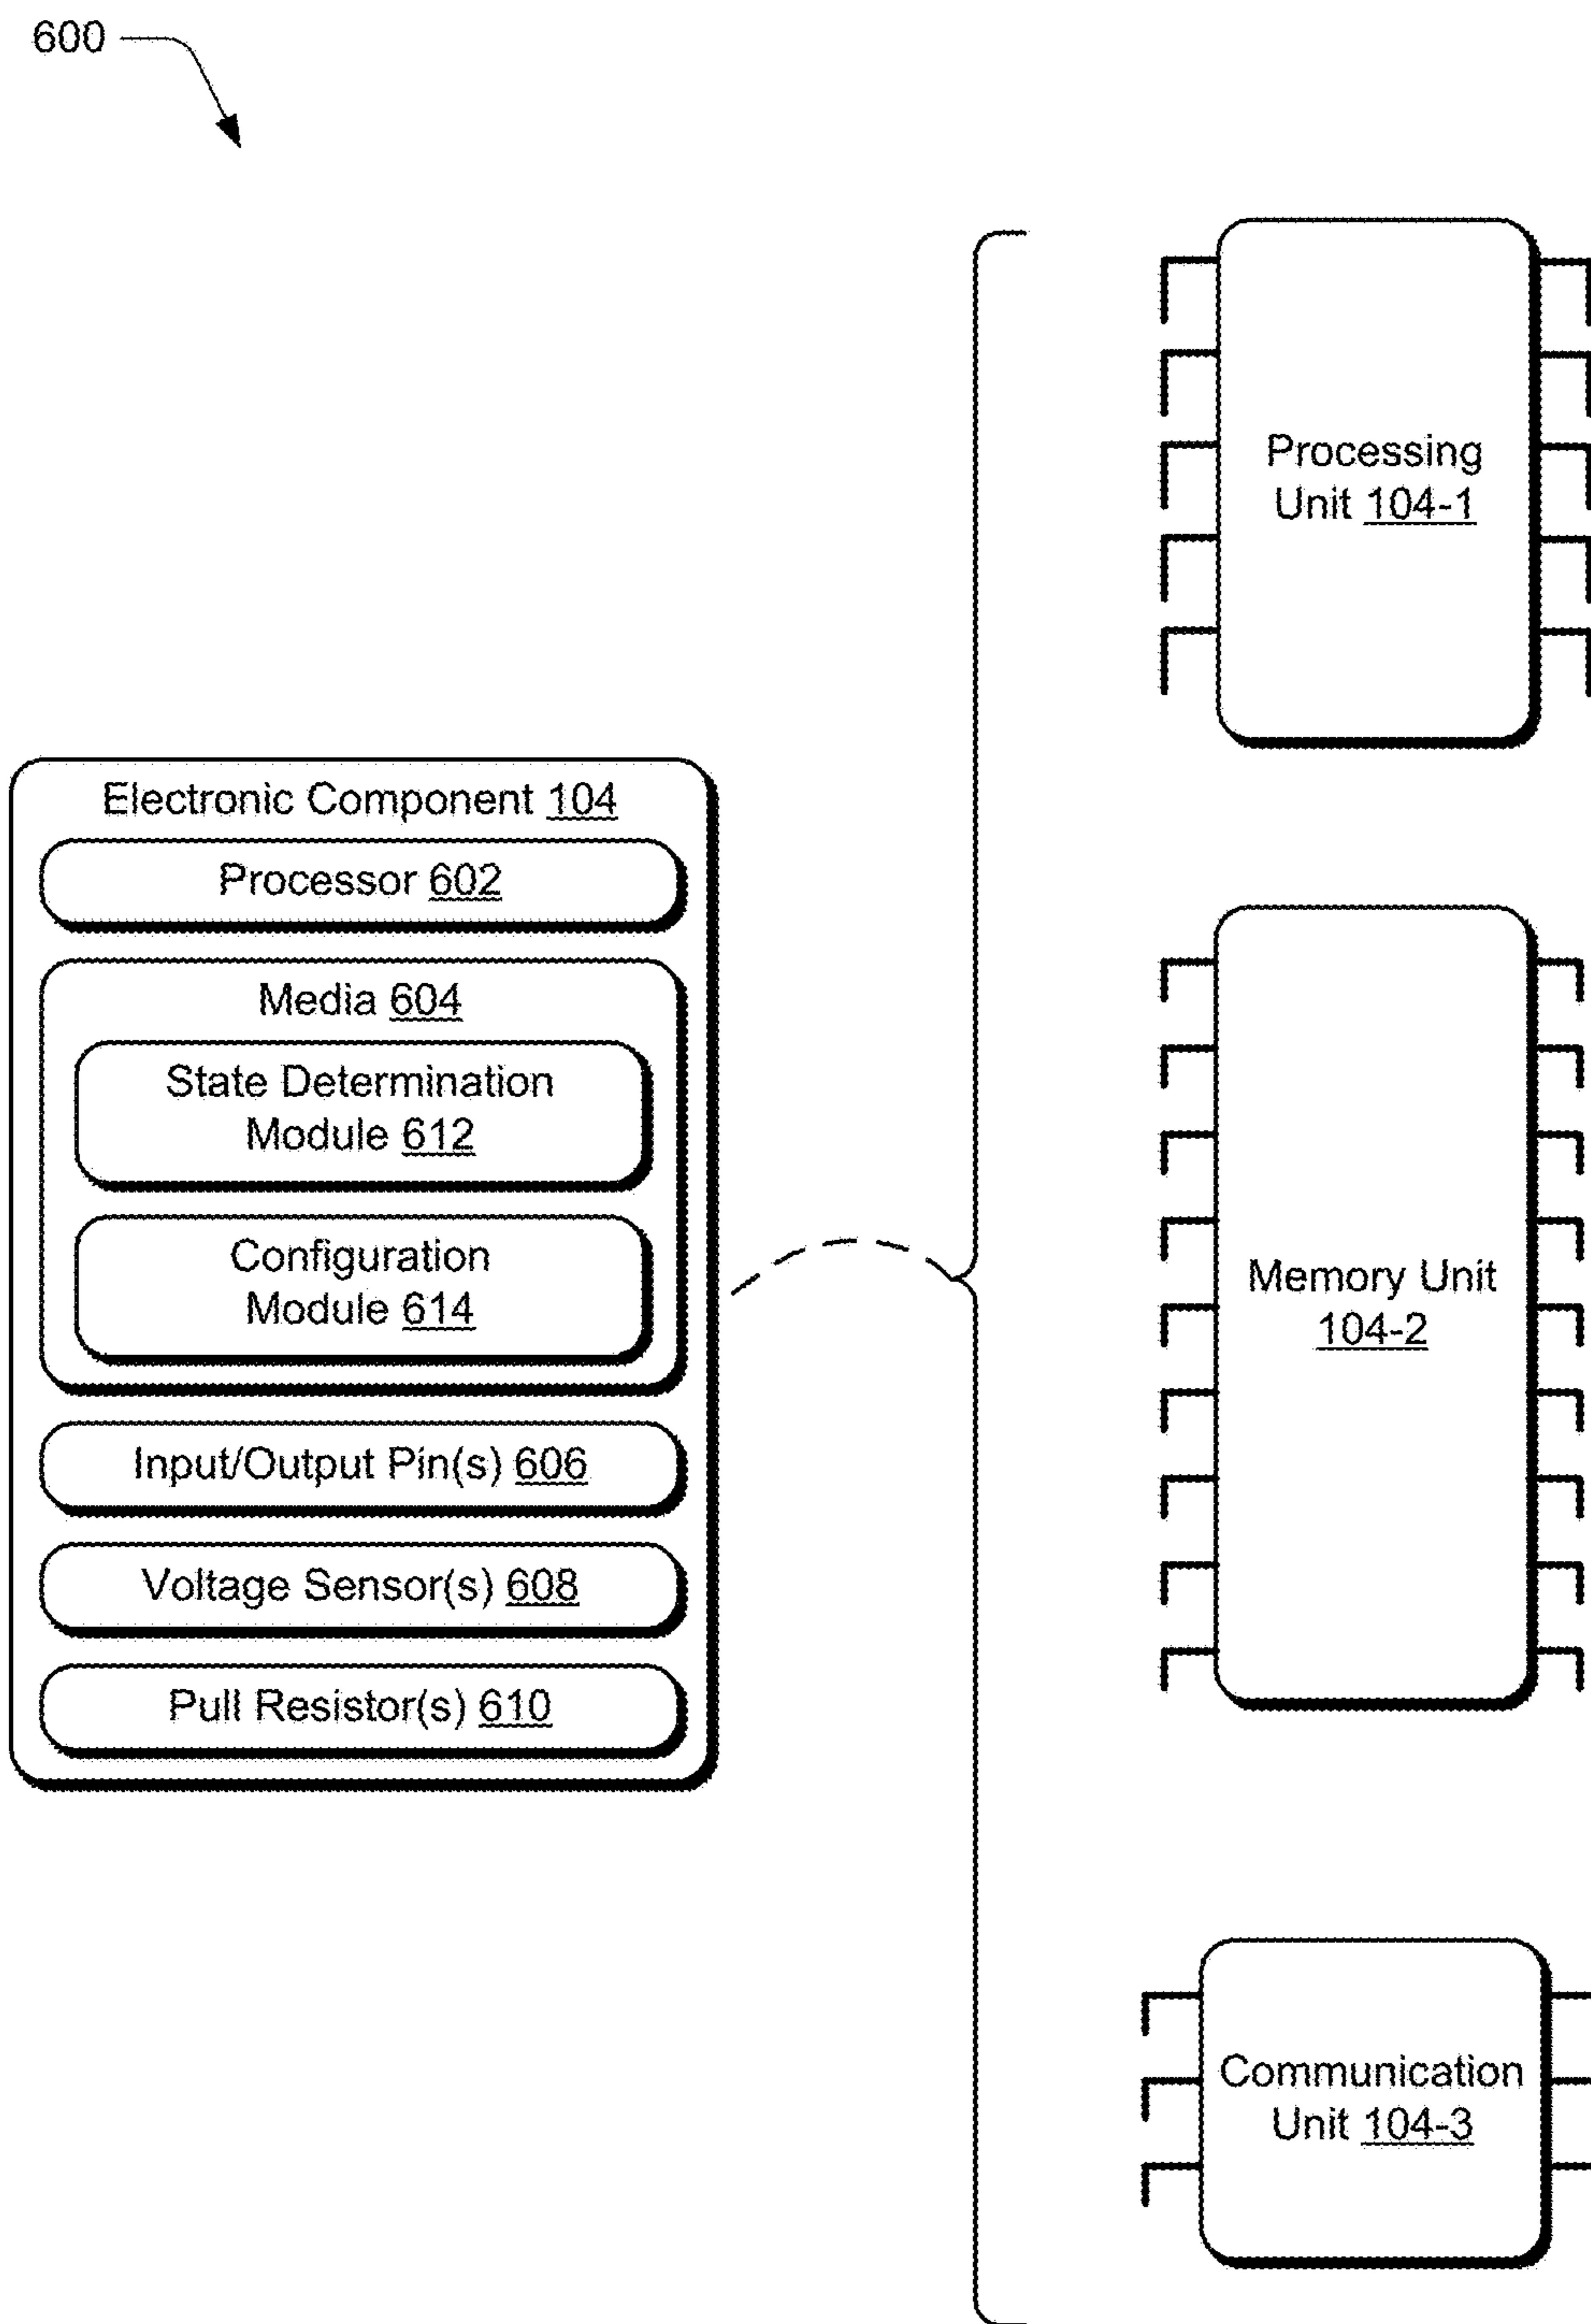 600
Electronic Component 104
Processor 602
Media 604
State Determination
Module 612
Configuration
Module 614
Input/Output Pin(s) 606
Voltage Sensor(s) 608
Pull Resistor(s) 610
Processing
Unit 104-1
Memory Unit
104-2
Communication
Unit 104-3